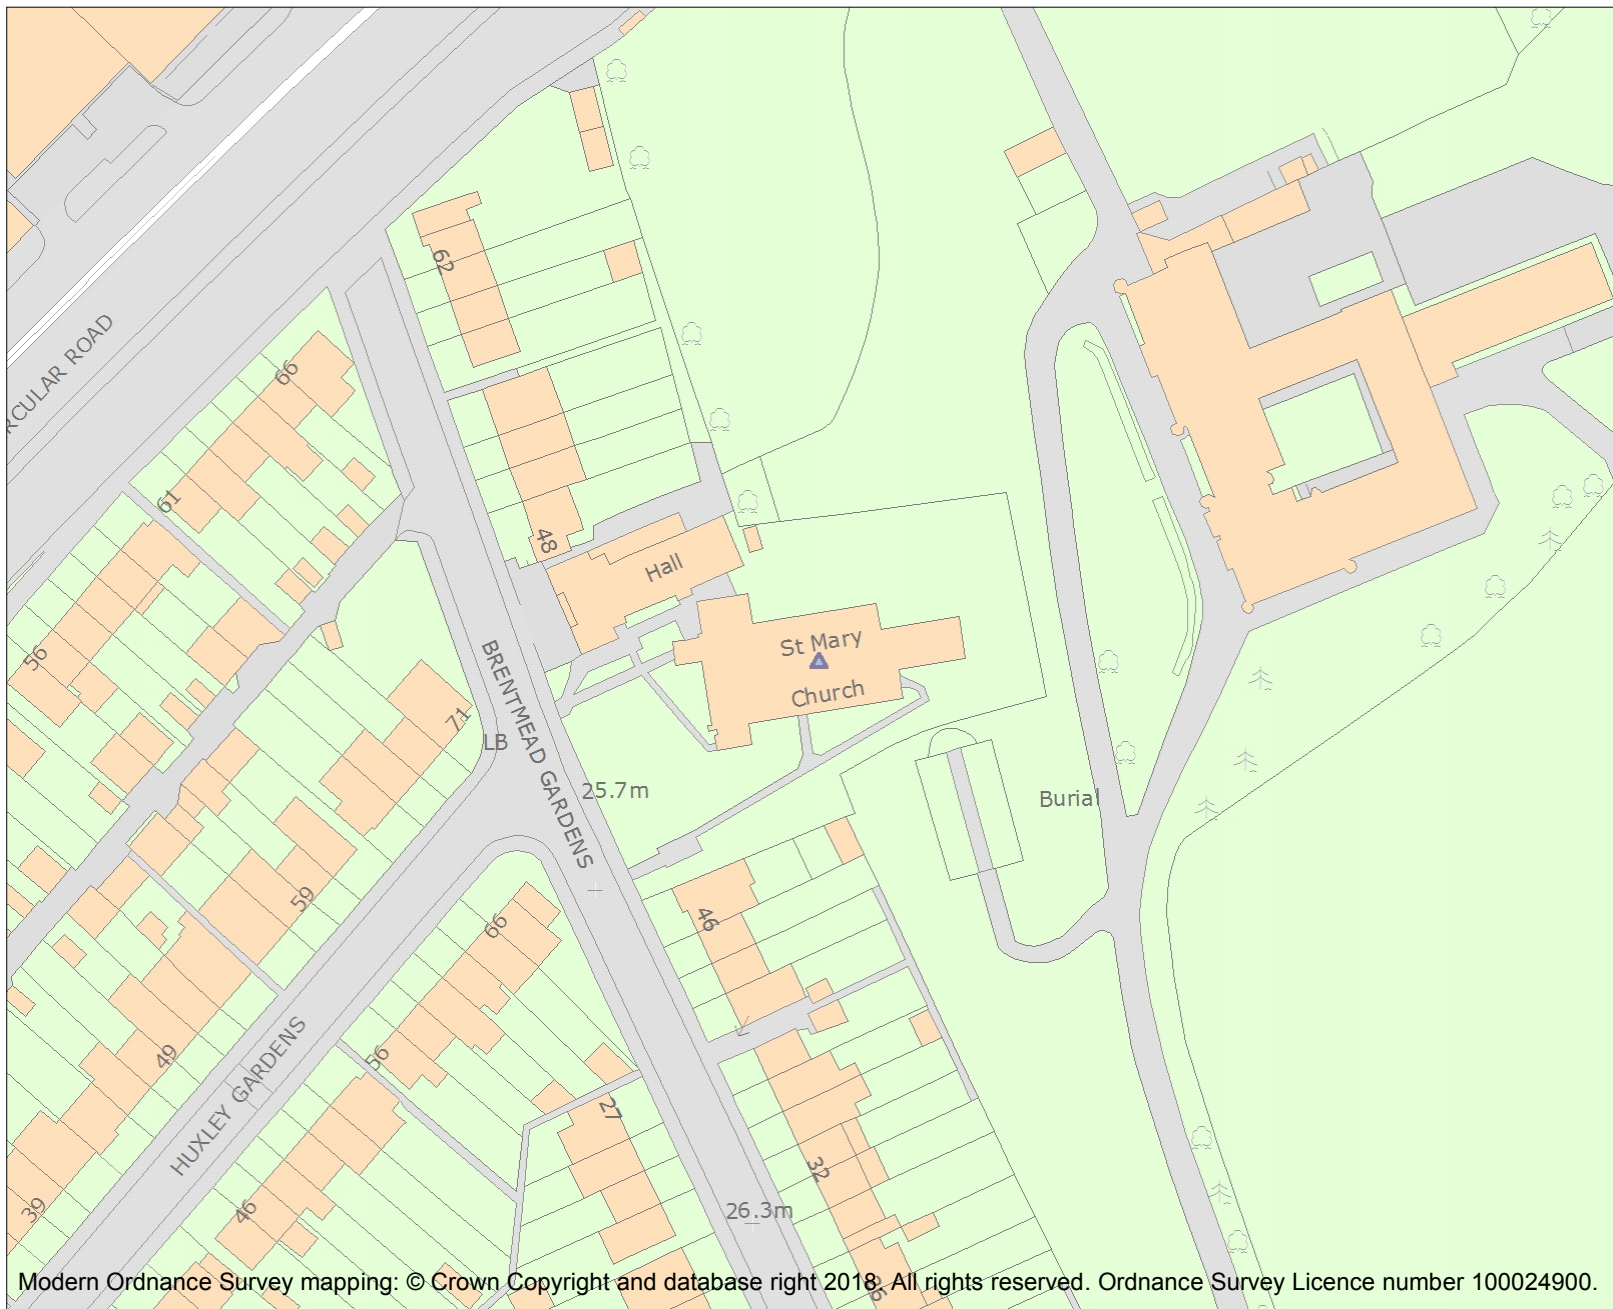 62
RCULAR ROAD
66
61
48
Hall
56
St Mary
Church
BRENTMEAD GARDENS
71
LB
25.7m
Burial
59
46
66
49
56
HUXLEY GARDENS
27
32
39
46
26.3m
26
Modern Ordnance Survey mapping: © Crown Copyright and database right 2018. All rights reserved. Ordnance Survey Licence number 100024900.